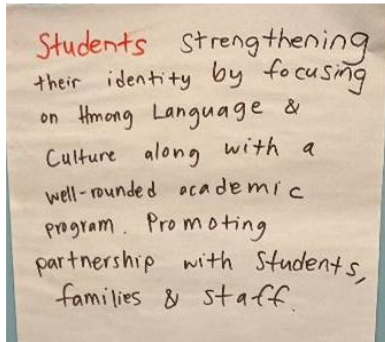 Students strengthening
their identity by focusing
on Hmong Language &
Culture along with a
well-rounded academic
program. Promoting
partnership with Students,
families & staff.